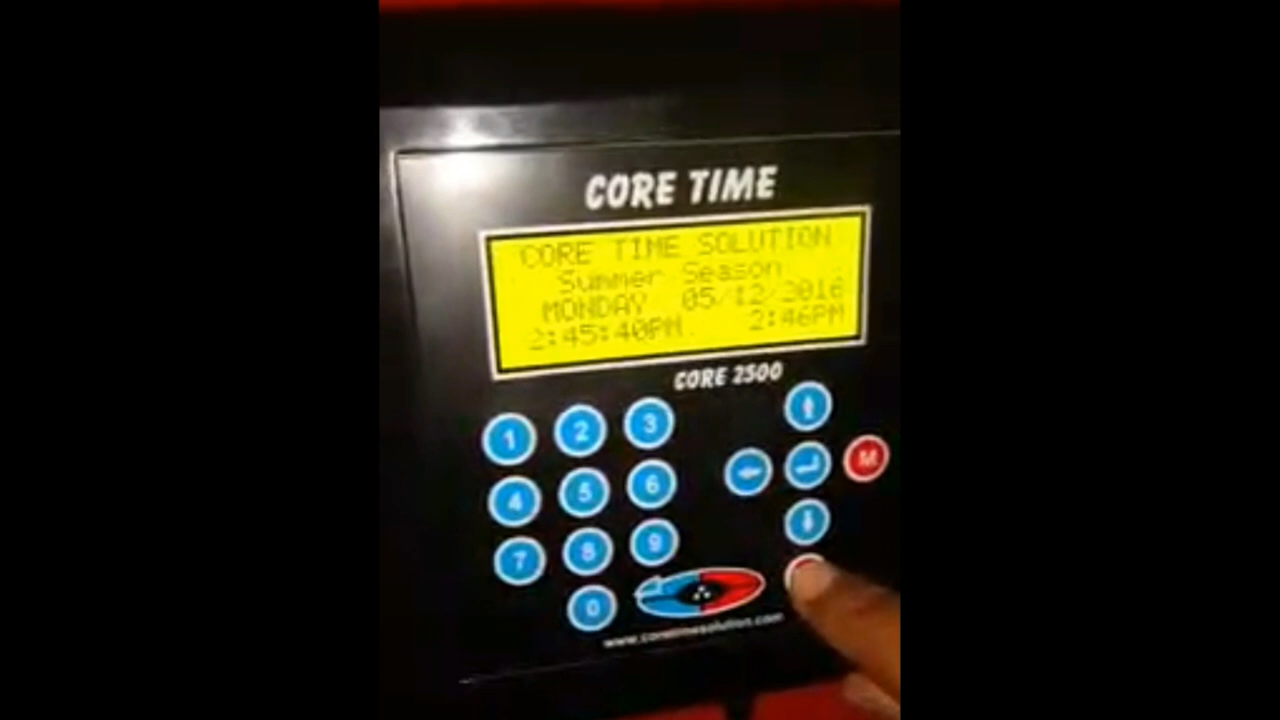 CORE TIME
CORE TIME SOLUTION
Summer Season
MONDAY 05/12/2016
2:45:40PM 2:46PM
CORE 2500
1 2 3
4 5 6 M
7 8 9
0
www.coretimesolution.com